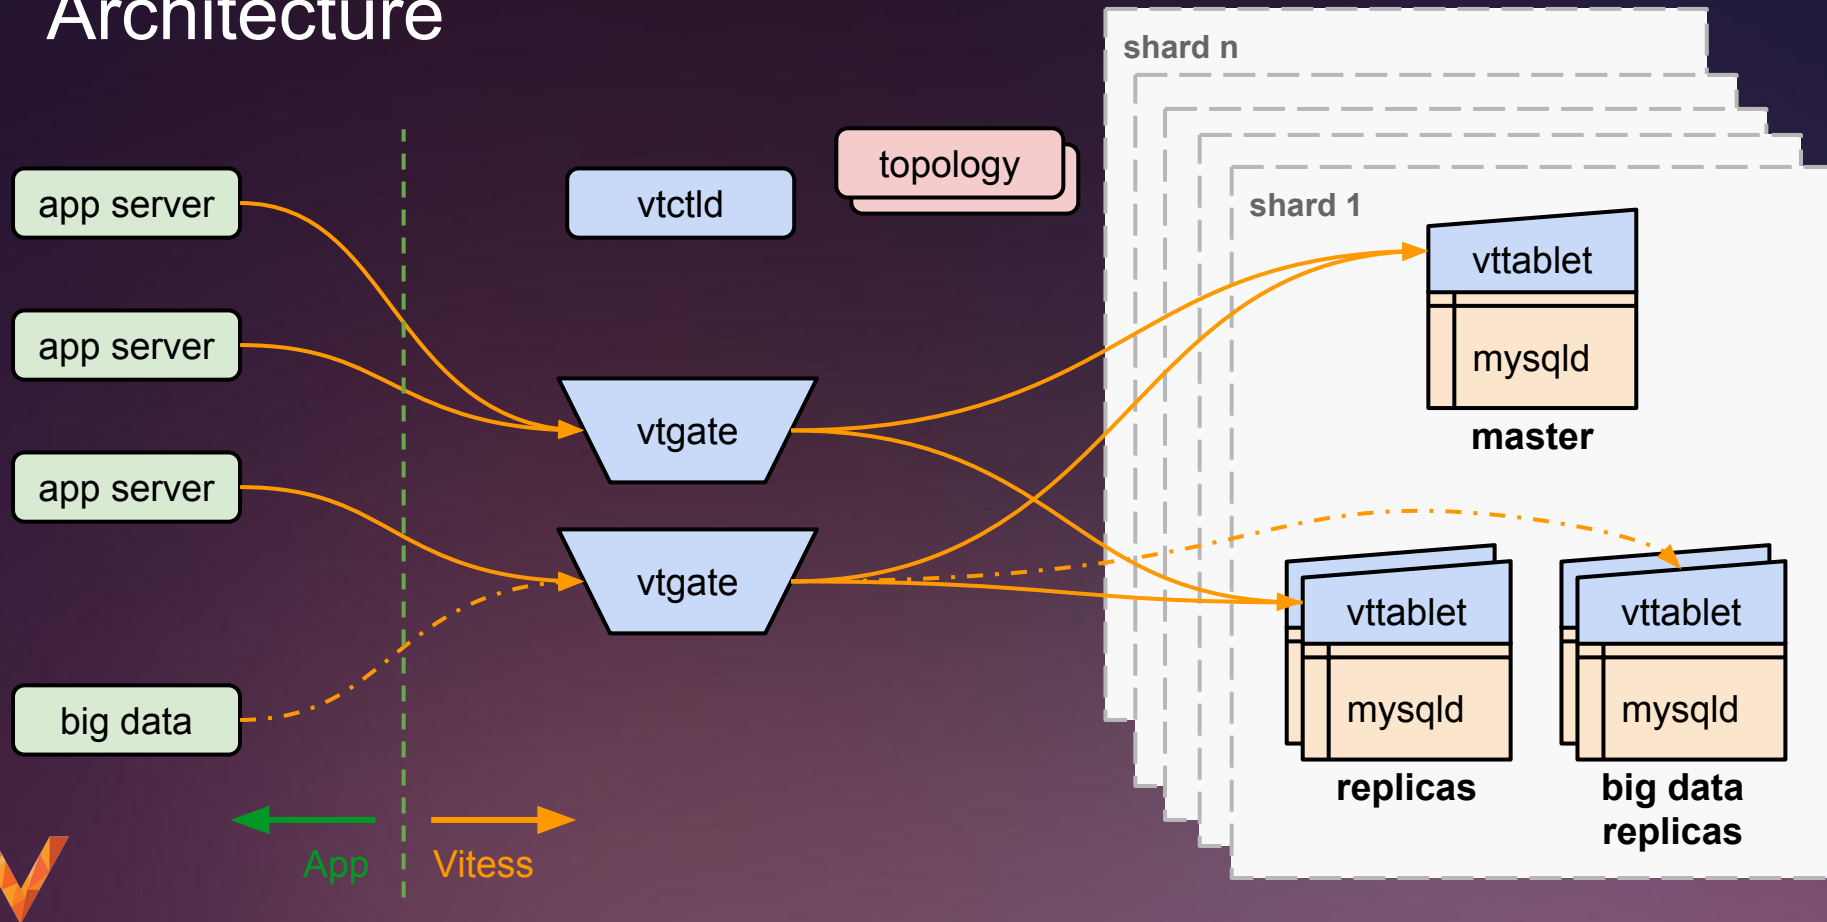 Architecture
shard n
topology
app server
vtctld
shard 1
vttablet
app server
mysqld
vtgate
master
app server
vtgate
vttablet
vttablet
big data
mysqld
mysqld
replicas
big data
replicas
App
Vitess